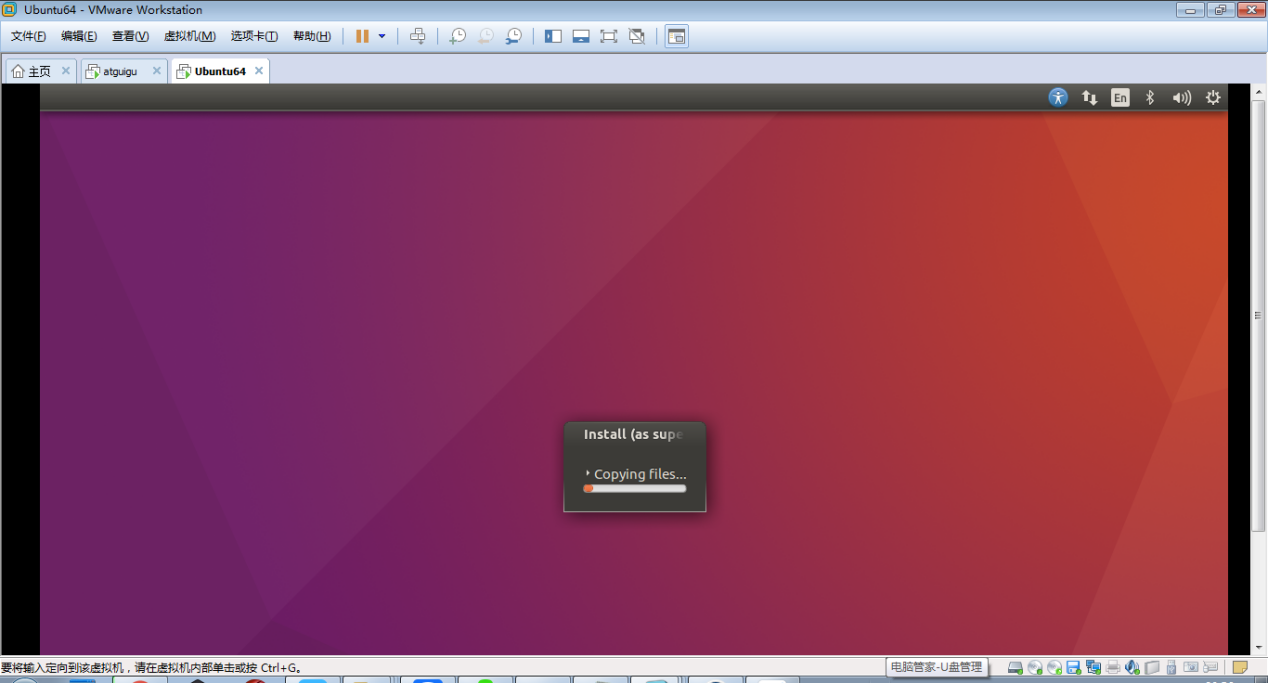 Ubuntu64 - VMware Workstation
文件(F) 编辑(E) 查看(V) 虚拟机(M) 选项卡(T) 帮助(H)
主页 atguigu Ubuntu64
En
Install (as supe
Copying files...
要将输入定向到该虚拟机，请在虚拟机内部单击或按 Ctrl+G。
电脑管家-U盘管理